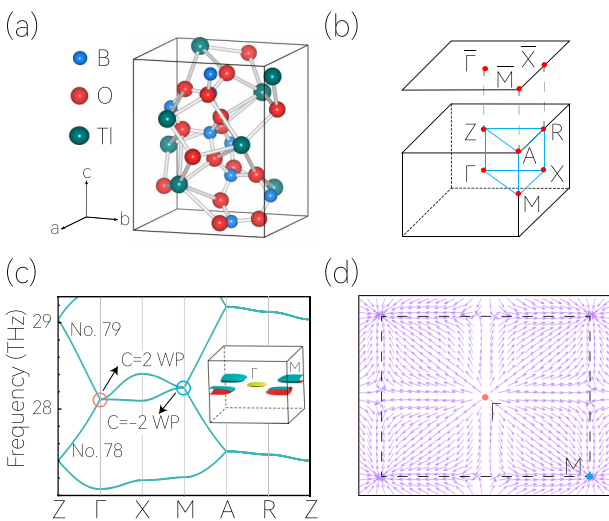 (a)
B
O
Tl
c
a
b
(b)
Γ̅
M̅
X̅
Z
R
A
Γ
X
M
(c)
Frequency (THz)
29
28
No. 79
C=2 WP
C=-2 WP
No. 78
Γ
M
Z Γ X M A R Z
(d)
Γ
M